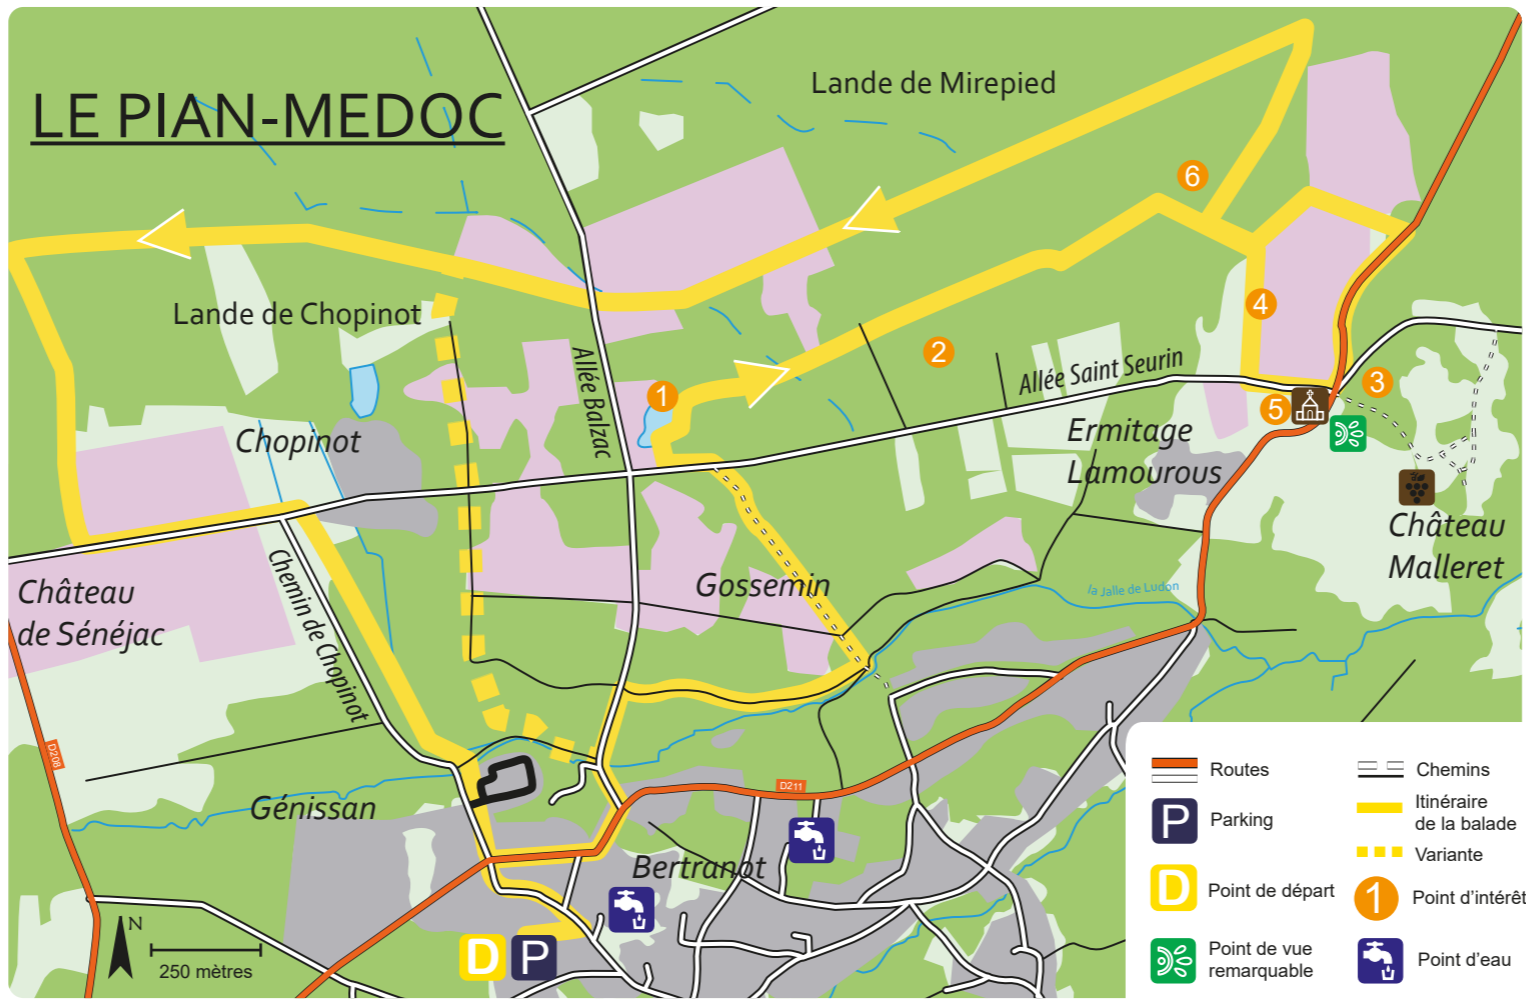 LE PIAN-MEDOC
Lande de Mirepied
6
Lande de Chopinot
Allée Balzac
1
2
4
Allée Saint Seurin
3
5
Chopinot
Ermitage
Lamourous
Château
Malleret
Château
de Sénéjac
Chemin de Chopinot
Gossemin
la Jalle de Ludon
D208
Génissan
D211
Bertranot
N
250 mètres
D
P
Routes
Chemins
P
Parking
Itinéraire
de la balade
Variante
D
Point de départ
1
Point d'intérêt
Point de vue
remarquable
Point d'eau